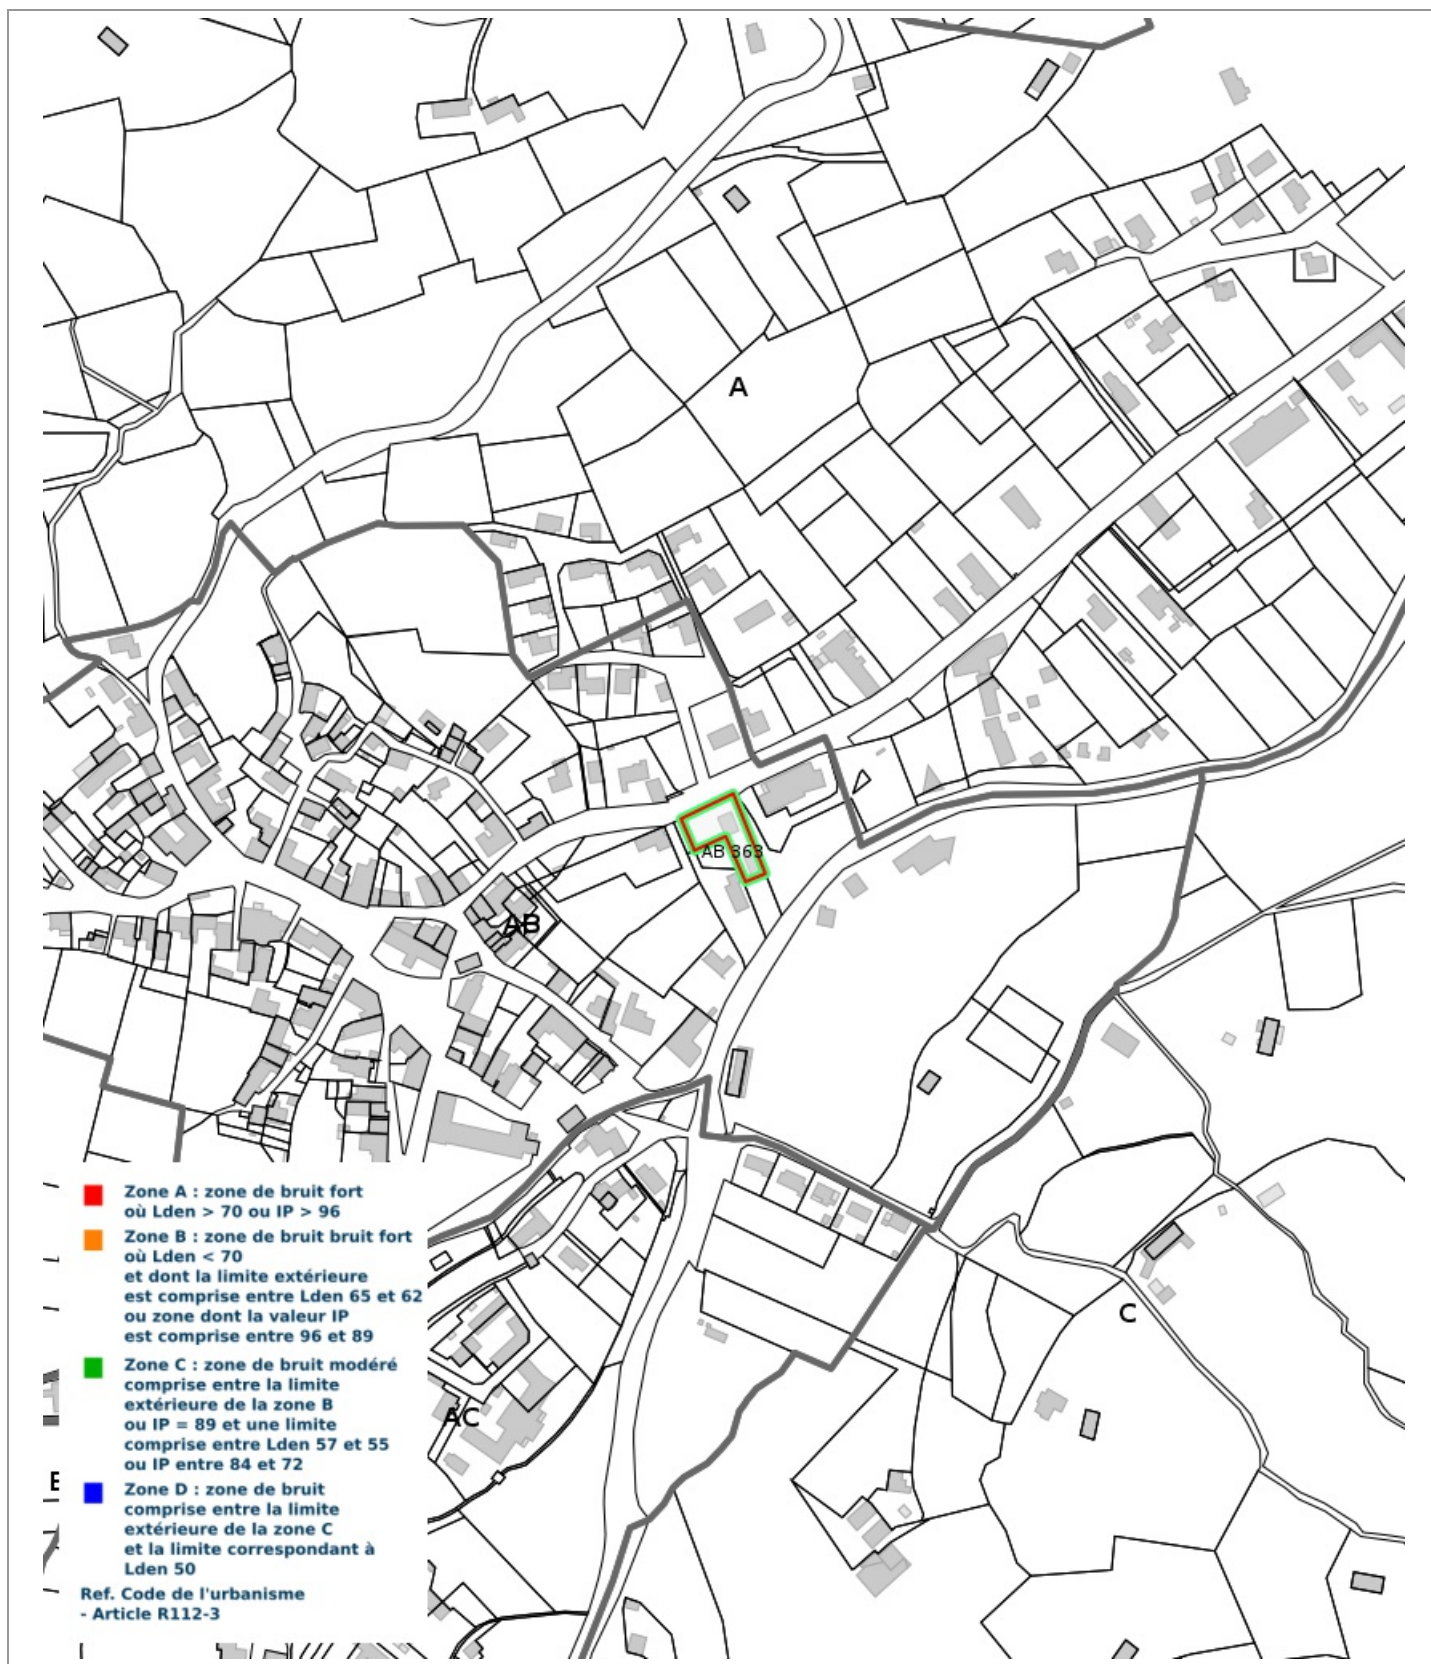 A
AB 363
AB
C
AC
E
Zone A : zone de bruit fort
où Lden > 70 ou IP > 96
Zone B : zone de bruit bruit fort
où Lden < 70
et dont la limite extérieure
est comprise entre Lden 65 et 62
ou zone dont la valeur IP
est comprise entre 96 et 89
Zone C : zone de bruit modéré
comprise entre la limite
extérieure de la zone B
ou IP = 89 et une limite
comprise entre Lden 57 et 55
ou IP entre 84 et 72
Zone D : zone de bruit
comprise entre la limite
extérieure de la zone C
et la limite correspondant à
Lden 50
Ref. Code de l'urbanisme
- Article R112-3